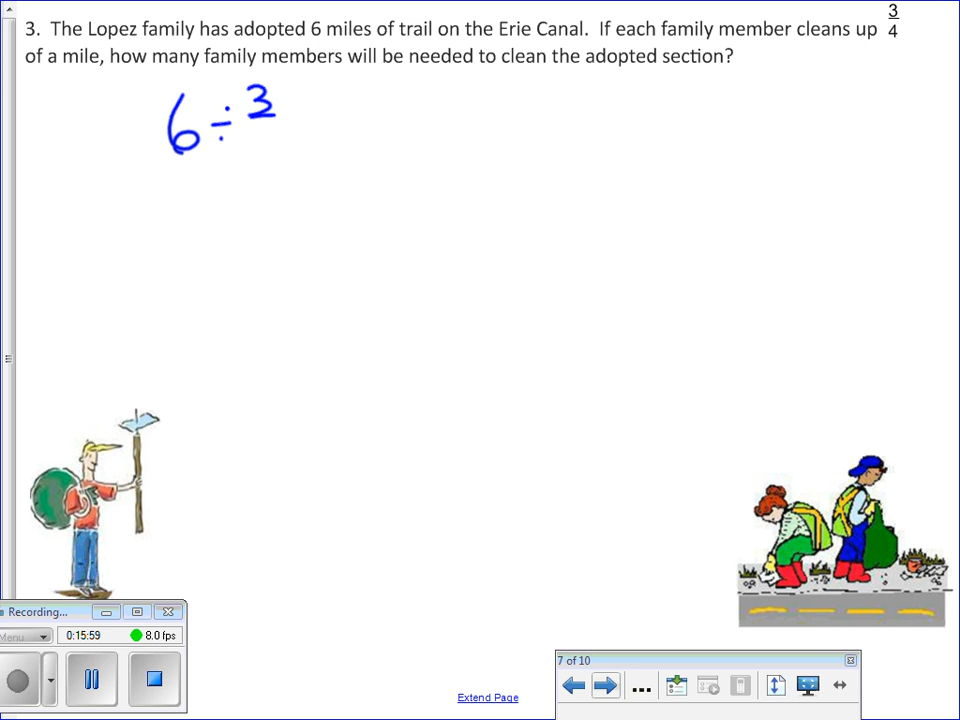 3. The Lopez family has adopted 6 miles of trail on the Erie Canal. If each family member cleans up 3/4
of a mile, how many family members will be needed to clean the adopted section?
6 ÷ 3
Recording...
Menu
0:15:59
8.0 fps
7 of 10
...
Extend Page